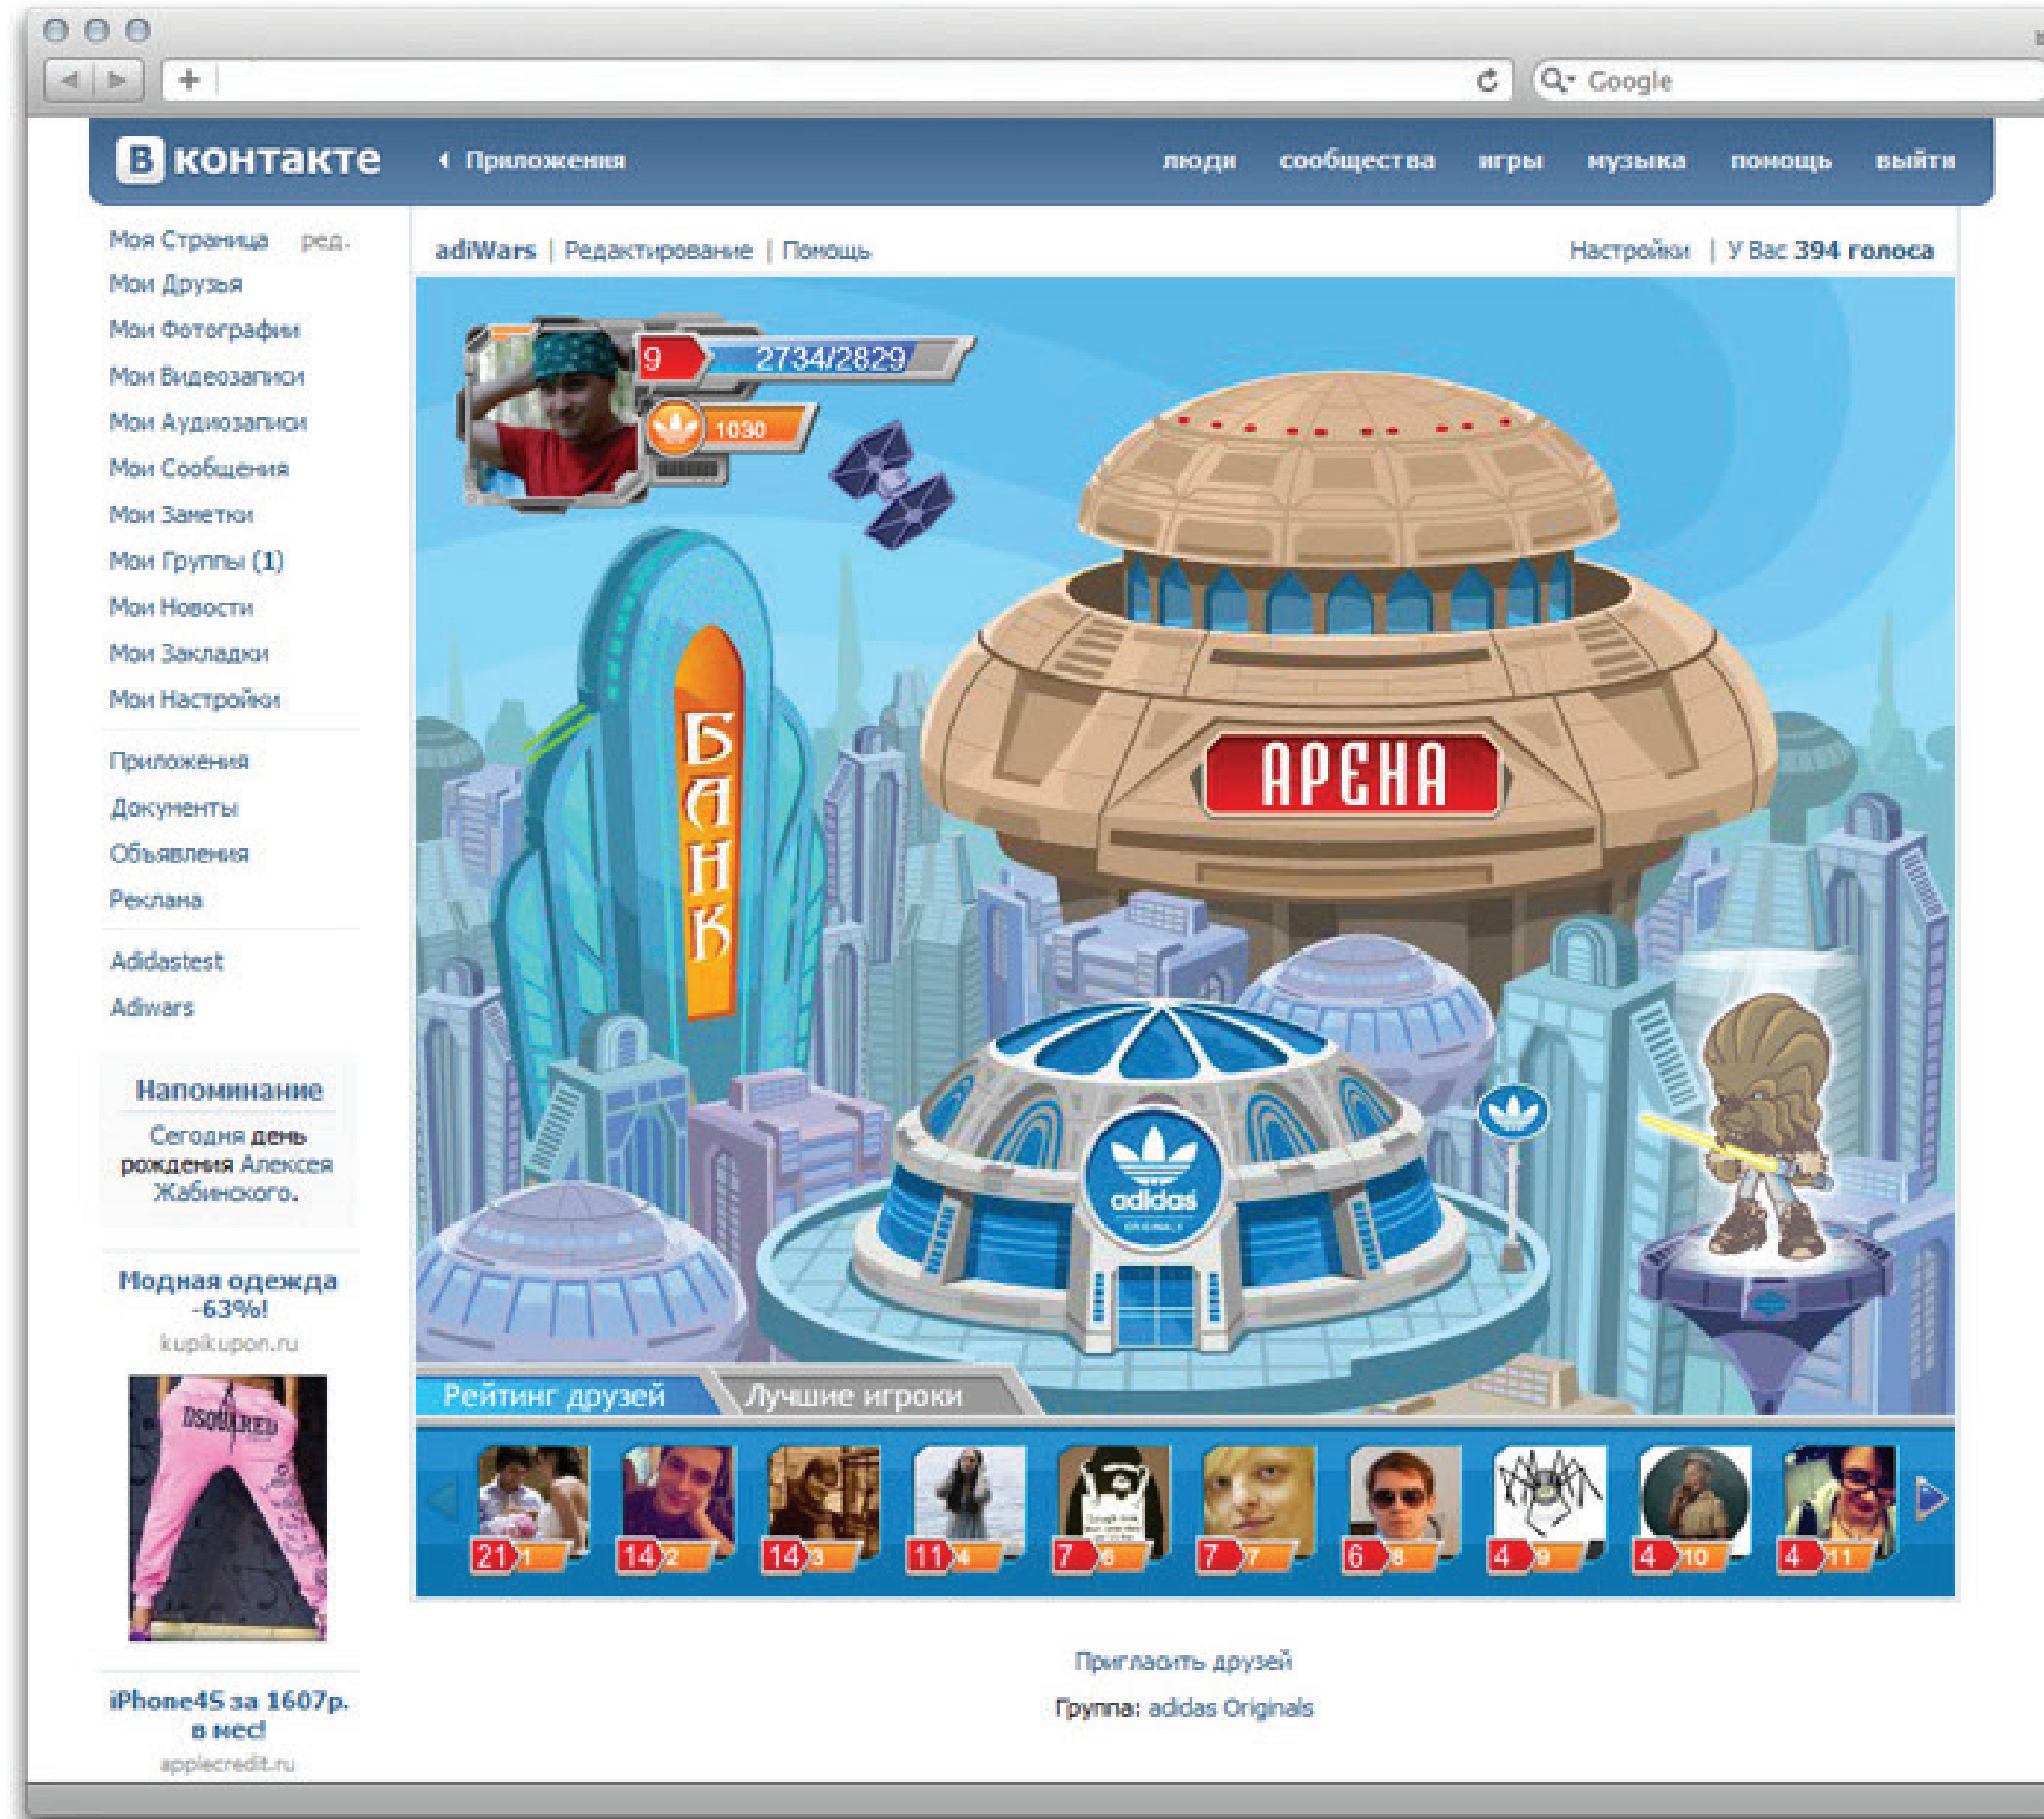 Google
В контакте
Приложения
люди сообщества игры музыка помощь выйти
Моя Страница ред.
Мои Друзья
Мои Фотографии
Мои Видеозаписи
Мои Аудиозаписи
Мои Сообщения
Мои Заметки
Мои Группы (1)
Мои Новости
Мои Закладки
Мои Настройки
Приложения
Документы
Объявления
Реклама
Adidastest
Adiwars
Напоминание
Сегодня день
рождения Алексея
Жабинского.
Модная одежда
-63%!
kupikupon.ru
DSQUARED
iPhone4S за 1607р.
в мес!
applecredit.ru
adiWars | Редактирование | Помощь
Настройки | У Вас 394 голоса
9 2734/2829
1030
БАНК
АРЕНА
adidas
ORIGINALS
Рейтинг друзей Лучшие игроки
21 1 14 2 14 3 11 4 7 6 7 7 6 8 4 9 4 10 4 11
Пригласить друзей
Группа: adidas Originals